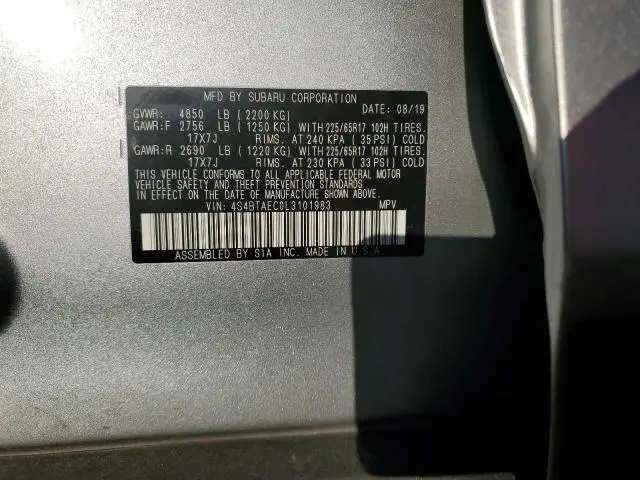 MFD BY SUBARU CORPORATION
DATE: 08/19
GVWR: 4850 LB (2200 KG)
GAWR:F 2756 LB (1250 KG) WITH 225/65R17 102H TIRES.
17X7J RIMS. AT 240 KPA (35 PSI) COLD
GAWR:R 2690 LB (1220 KG) WITH 225/65R17 102H TIRES.
17X7J RIMS. AT 230 KPA (33 PSI) COLD
THIS VEHICLE CONFORMS TO ALL APPLICABLE FEDERAL MOTOR
VEHICLE SAFETY AND THEFT PREVENTION STANDARDS
IN EFFECT ON THE DATE OF MANUFACTURE SHOWN ABOVE.
VIN: 4S4BTAEC0L3101983 MPV
ASSEMBLED BY SIA INC. MADE IN U.S.A.